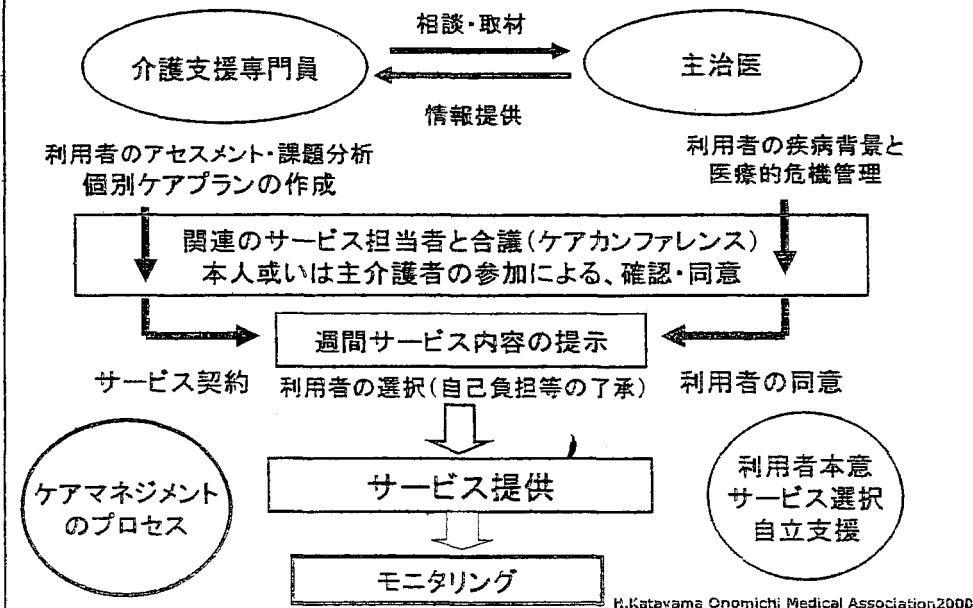 相談・取材
介護支援専門員
主治医
情報提供
利用者のアセスメント・課題分析
個別ケアプランの作成
利用者の疾病背景と
医療的危機管理
関連のサービス担当者と合議(ケアカンファレンス)
本人或いは主介護者の参加による、確認・同意
週間サービス内容の提示
サービス契約
利用者の選択(自己負担等の了承)
利用者の同意
ケアマネジメント
のプロセス
サービス提供
利用者本意
サービス選択
自立支援
モニタリング
H.Katayama Onomichi Medical Association2000